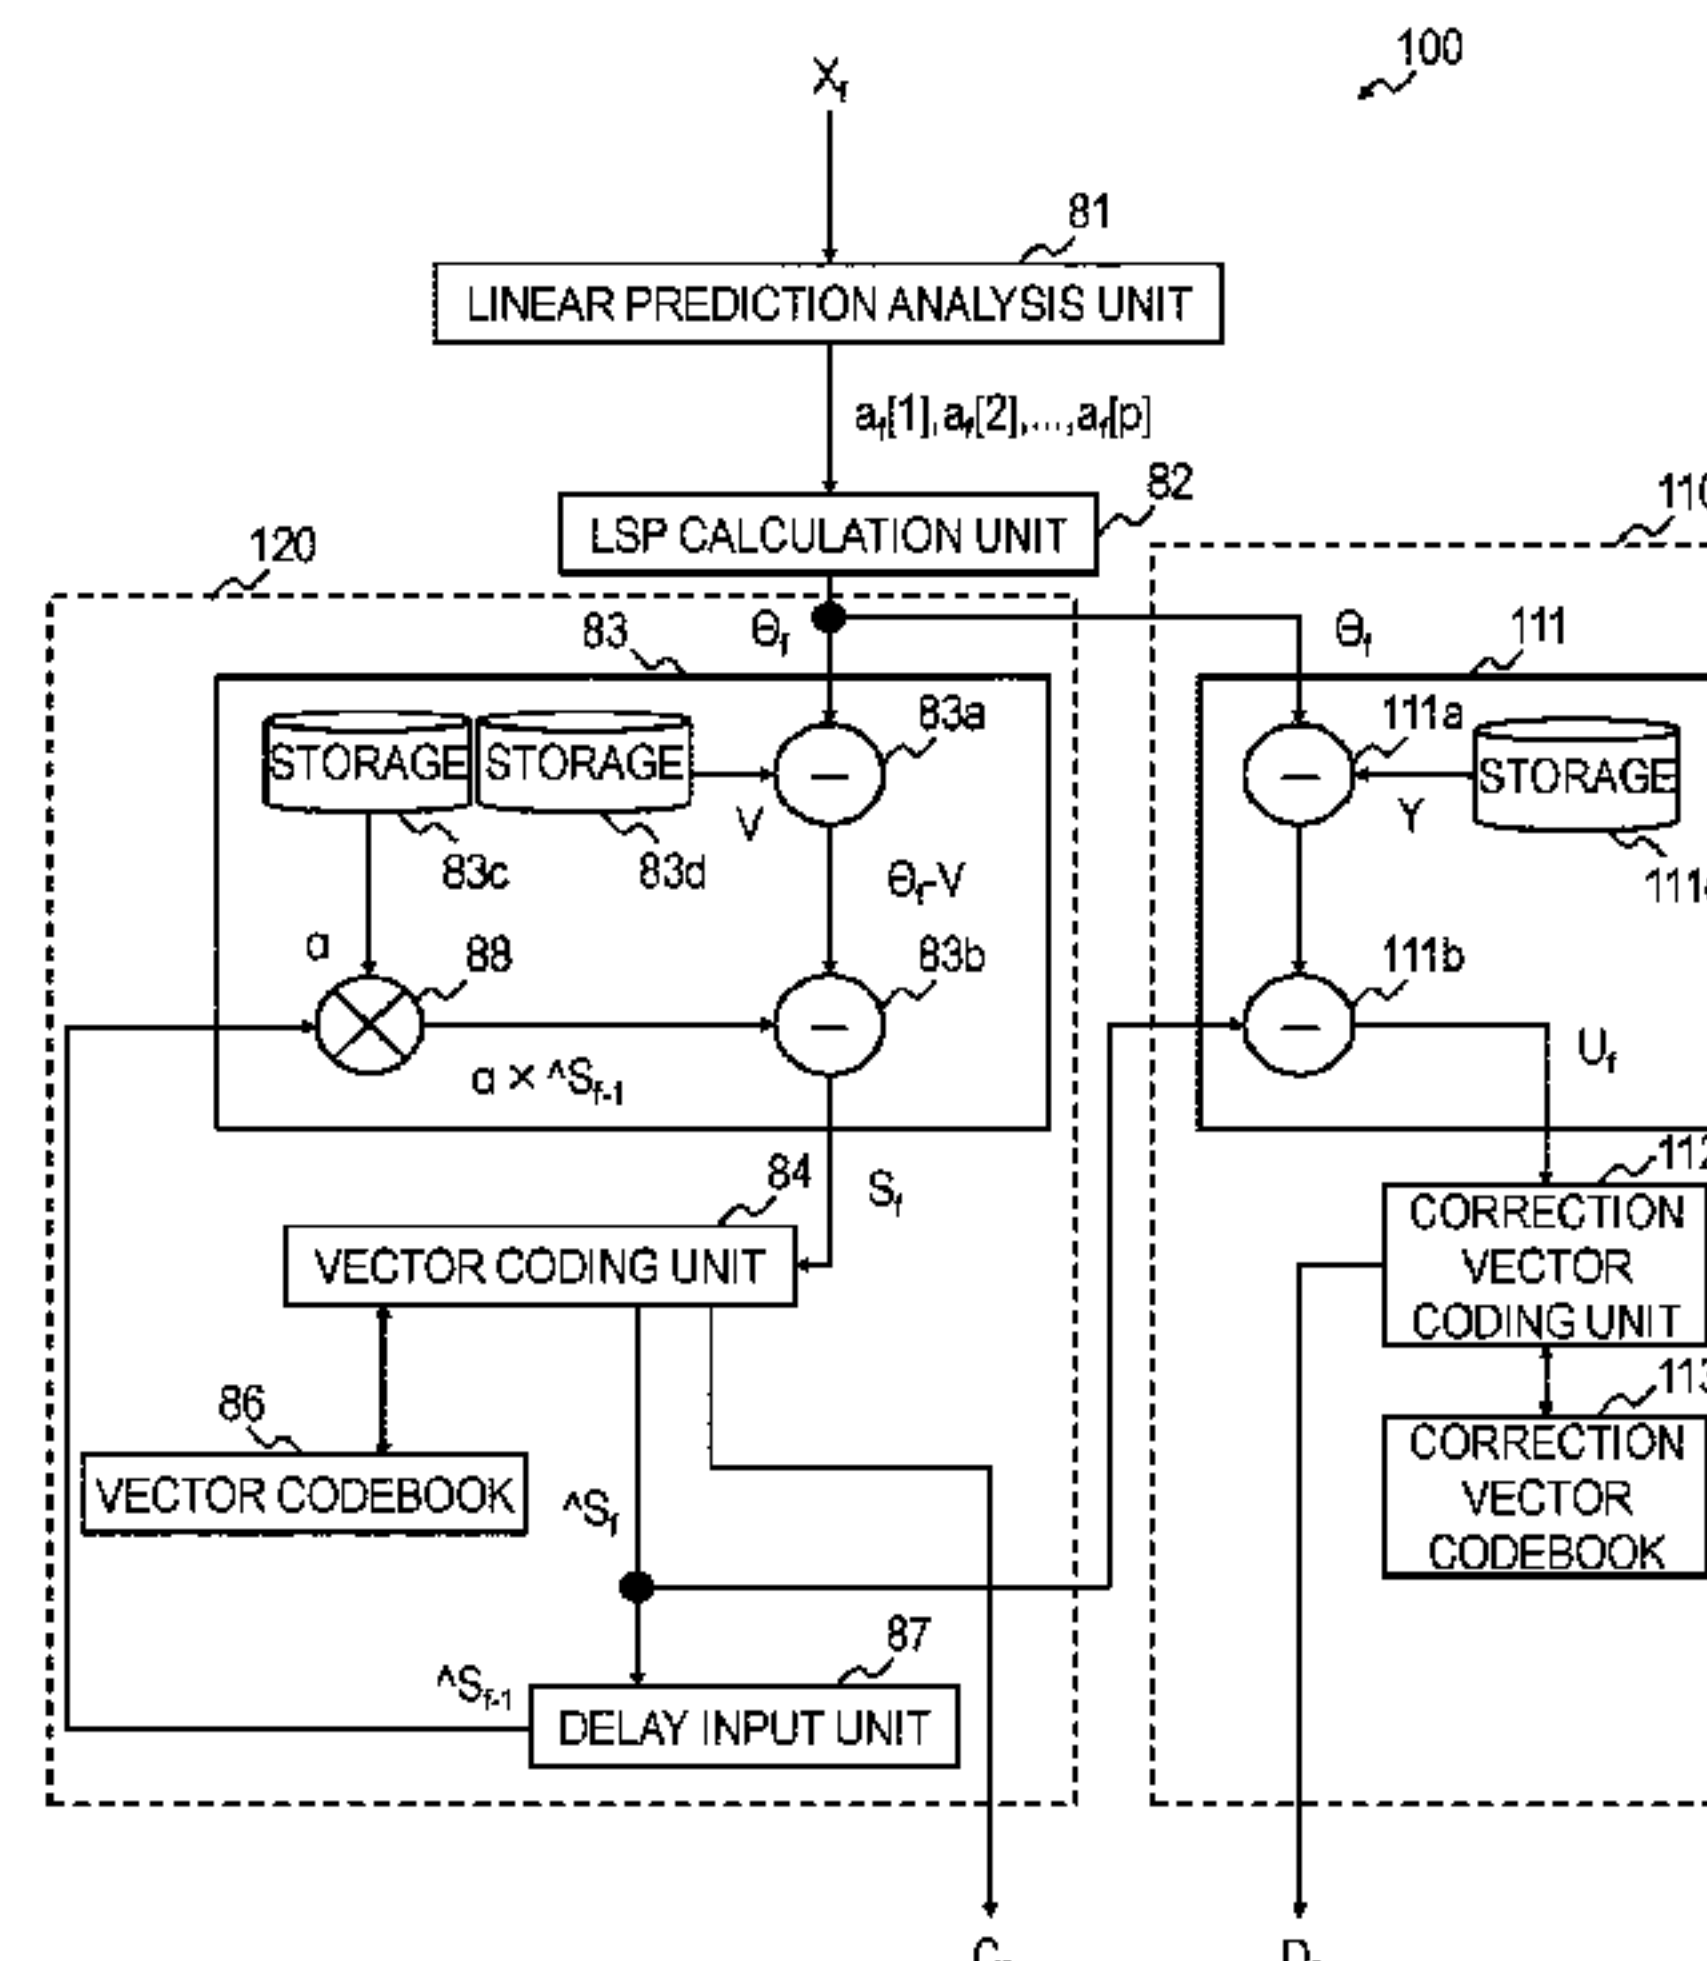 100
Xf
81
LINEAR PREDICTION ANALYSIS UNIT
af[1],af[2],...,af[p]
82
LSP CALCULATION UNIT
110
120
83
Θf
Θf
111
STORAGE
STORAGE
83a
111a
STORAGE
−
−
V
Y
83c
83d
Θf-V
α
88
83b
111b
−
−
α × ^Sf-1
Uf
84
Sf
112
VECTOR CODING UNIT
CORRECTION
VECTOR
CODING UNIT
86
113
VECTOR CODEBOOK
^Sf
CORRECTION
VECTOR
CODEBOOK
87
^Sf-1
DELAY INPUT UNIT